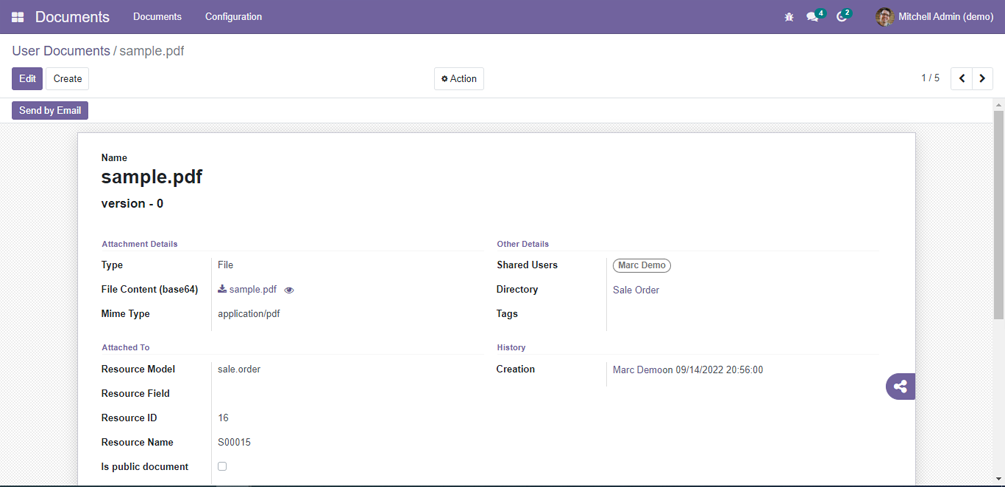 Documents Documents Configuration 4 2 Mitchell Admin (demo)
User Documents / sample.pdf
Edit Create Action 1 / 5
Send by Email
Name
sample.pdf
version - 0
Attachment Details
Type File
File Content (base64) sample.pdf
Mime Type application/pdf
Other Details
Shared Users Marc Demo
Directory Sale Order
Tags
Attached To
Resource Model sale.order
Resource Field
Resource ID 16
Resource Name S00015
Is public document
History
Creation Marc Demoon 09/14/2022 20:56:00